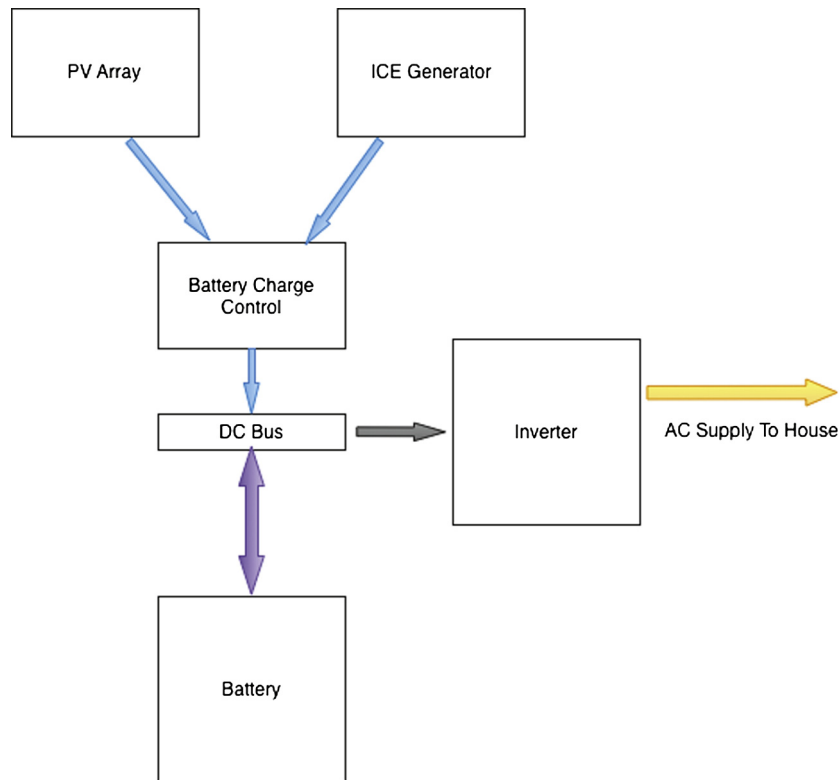 PV Array
ICE Generator
Battery Charge
Control
DC Bus
Inverter
AC Supply To House
Battery